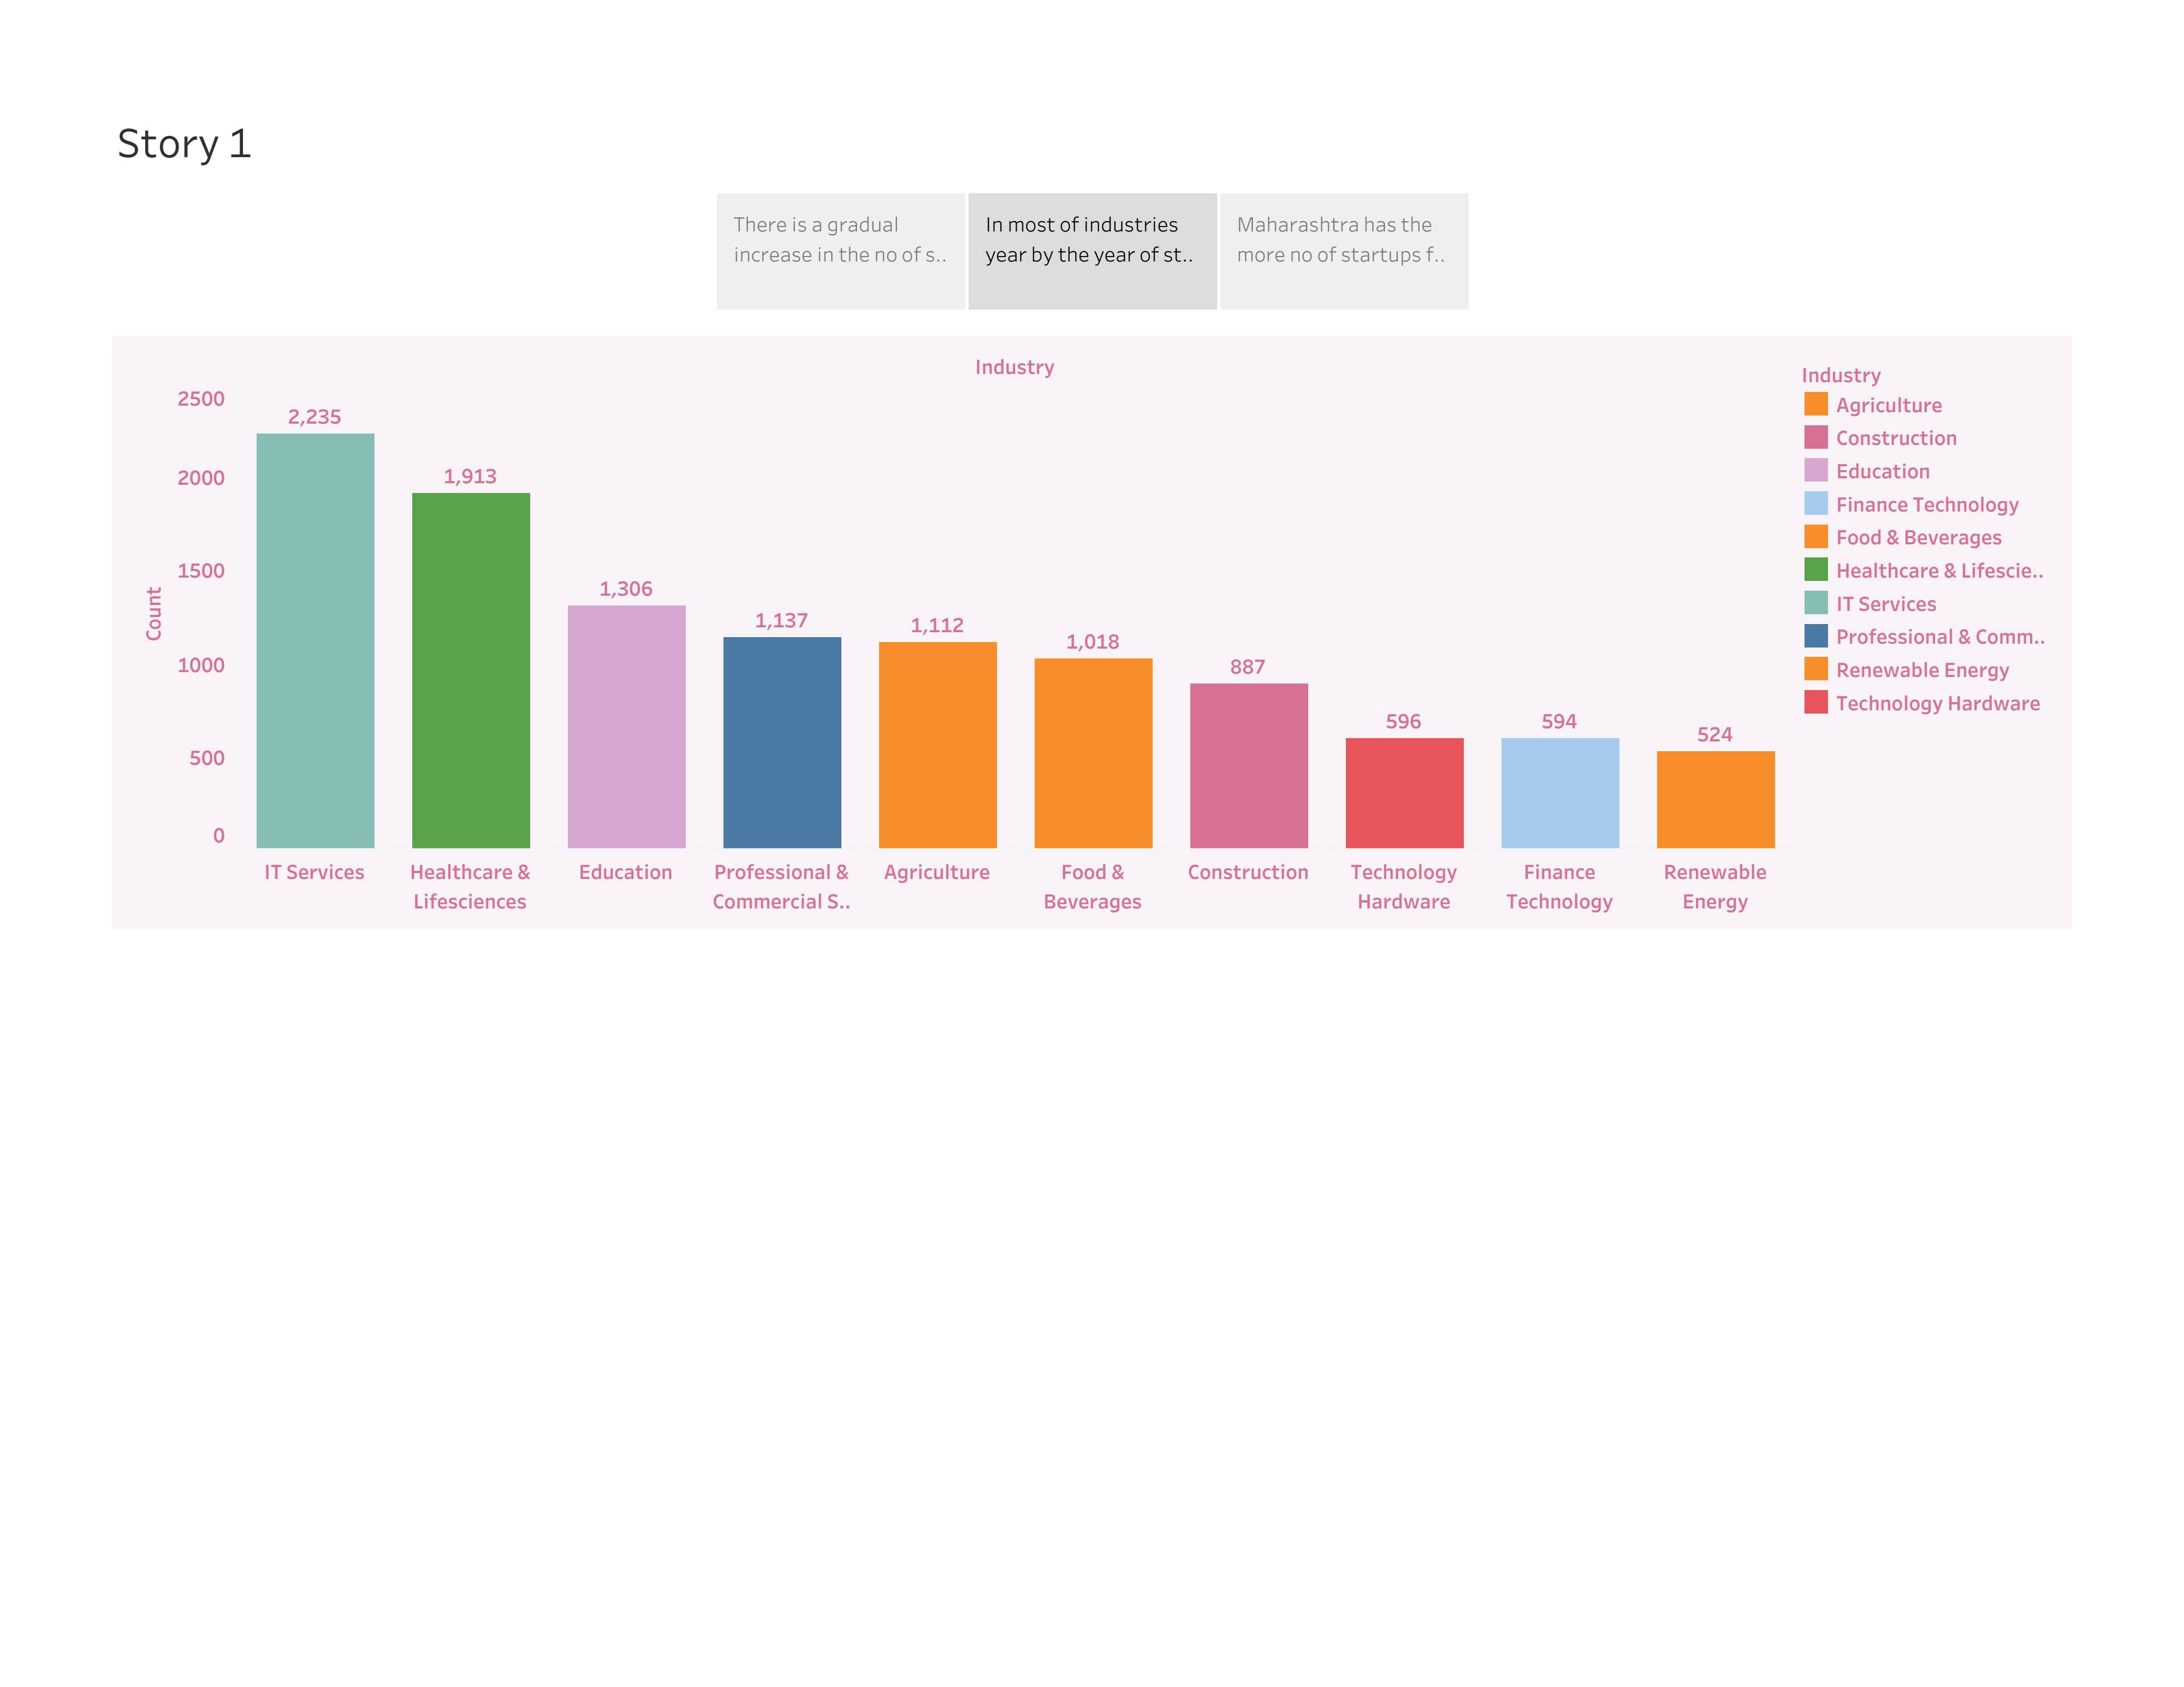 Story 1
There is a gradual
increase in the no of s..
In most of industries
year by the year of st..
Maharashtra has the
more no of startups f..
Industry
Count
2500
2000
1500
1000
500
0
2,235
1,913
1,306
1,137
1,112
1,018
887
596
594
524
IT Services
Healthcare &
Lifesciences
Education
Professional &
Commercial S..
Agriculture
Food &
Beverages
Construction
Technology
Hardware
Finance
Technology
Renewable
Energy
Industry
Agriculture
Construction
Education
Finance Technology
Food & Beverages
Healthcare & Lifescie..
IT Services
Professional & Comm..
Renewable Energy
Technology Hardware